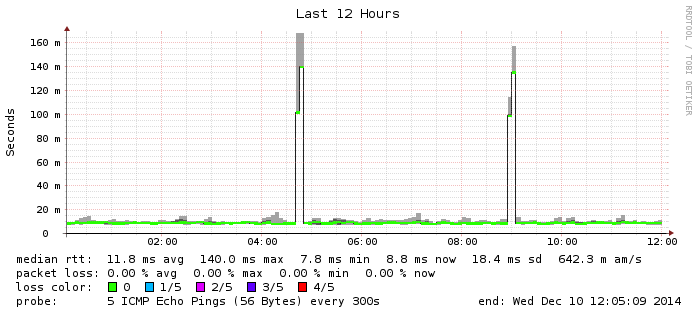 Last 12 Hours
RRDTOOL / TOBI OETIKER
Seconds
160 m
140 m
120 m
100 m
80 m
60 m
40 m
20 m
0
02:00 04:00 06:00 08:00 10:00 12:00
median rtt: 11.8 ms avg 140.0 ms max 7.8 ms min 8.8 ms now 18.4 ms sd 642.3 m am/s
packet loss: 0.00 % avg 0.00 % max 0.00 % min 0.00 % now
loss color: 0 1/5 2/5 3/5 4/5
probe: 5 ICMP Echo Pings (56 Bytes) every 300s end: Wed Dec 10 12:05:09 2014